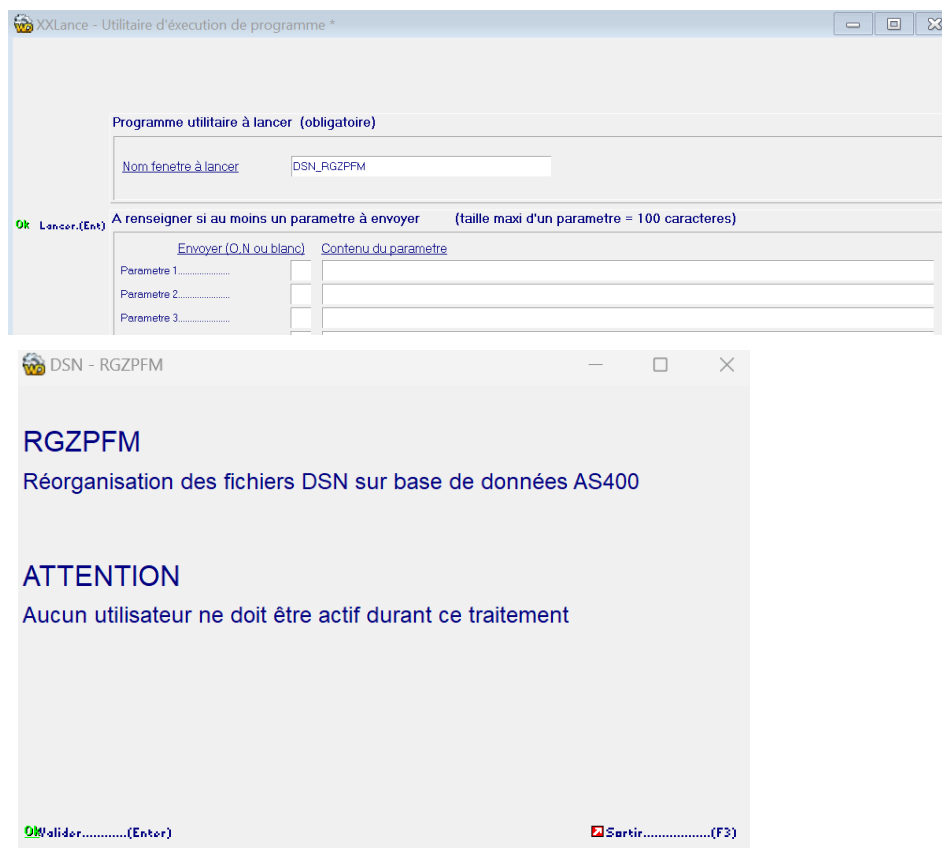 XXLance - Utilitaire d'éxecution de programme *
Programme utilitaire à lancer (obligatoire)
Nom fenetre à lancer DSN_RGZPFM
Ok Lancer.(Ent)
A renseigner si au moins un parametre à envoyer (taille maxi d'un parametre = 100 caracteres)
Envoyer (O,N ou blanc) Contenu du parametre
Parametre 1....................
Parametre 2....................
Parametre 3....................
DSN - RGZPFM
RGZPFM
Réorganisation des fichiers DSN sur base de données AS400
ATTENTION
Aucun utilisateur ne doit être actif durant ce traitement
Ok Valider............(Enter) Sortir..................(F3)